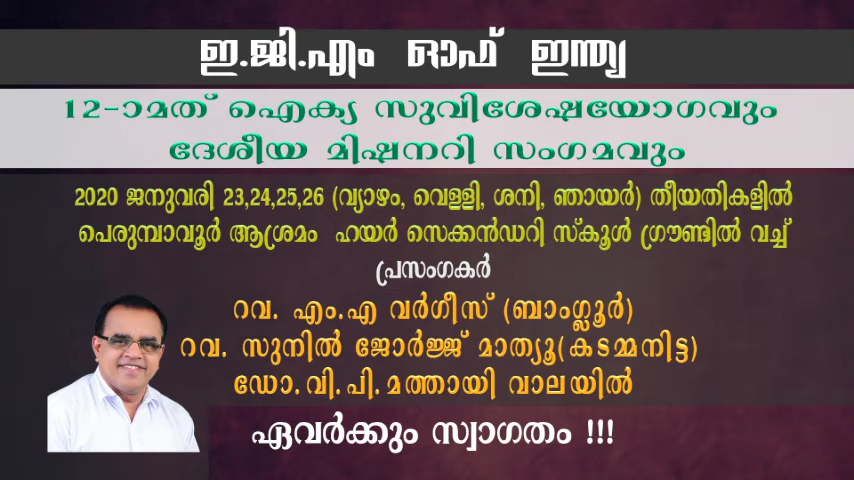 ഇ.ജി.എം ഓഫ് ഇന്ത്യ
12-ാമത് ഐക്യ സുവിശേഷയോഗവും
ദേശീയ മിഷനറി സംഗമവും
2020 ജനുവരി 23,24,25,26 (വ്യാഴം, വെള്ളി, ശനി, ഞായർ) തീയതികളിൽ
പെരുമ്പാവൂർ ആശ്രമം ഹയർ സെക്കൻഡറി സ്കൂൾ ഗ്രൗണ്ടിൽ വച്ച്
പ്രസംഗകർ
റവ. എം.എ വർഗീസ് (ബാംഗ്ലൂർ)
റവ. സുനിൽ ജോർജ്ജ് മാത്യൂ(കടമ്മനിട്ട)
ഡോ.വി.പി.മത്തായി വാലയിൽ
ഏവർക്കും സ്വാഗതം !!!